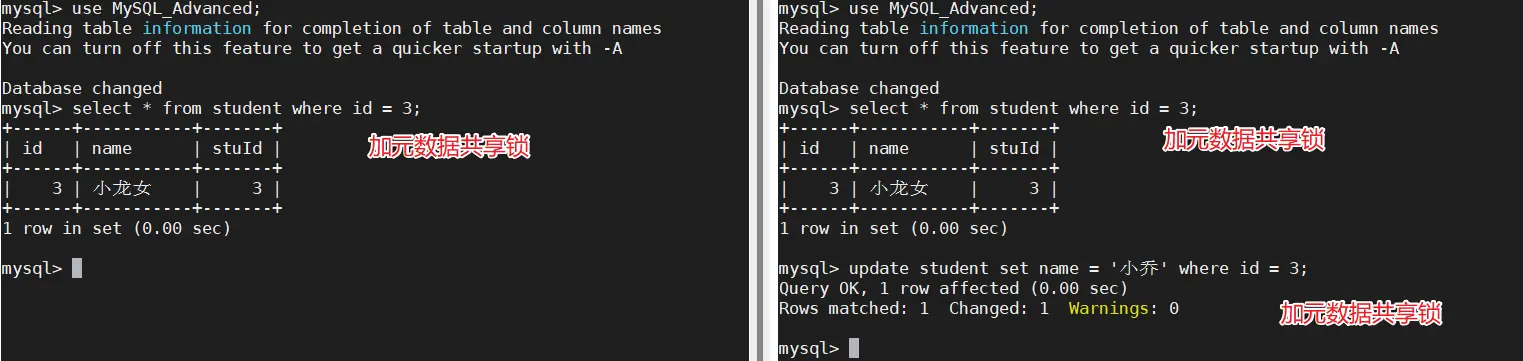 mysql> use MySQL_Advanced;
Reading table information for completion of table and column names
You can turn off this feature to get a quicker startup with -A
Database changed
mysql> select * from student where id = 3;
+------+-----------+-------+
| id   | name      | stuId |
+------+-----------+-------+
|    3 | 小龙女    |     3 |
+------+-----------+-------+
1 row in set (0.00 sec)
mysql>
加元数据共享锁
mysql> use MySQL_Advanced;
Reading table information for completion of table and column names
You can turn off this feature to get a quicker startup with -A
Database changed
mysql> select * from student where id = 3;
+------+-----------+-------+
| id   | name      | stuId |
+------+-----------+-------+
|    3 | 小龙女    |     3 |
+------+-----------+-------+
1 row in set (0.00 sec)
加元数据共享锁
mysql> update student set name = '小乔' where id = 3;
Query OK, 1 row affected (0.00 sec)
Rows matched: 1  Changed: 1  Warnings: 0
加元数据共享锁
mysql>